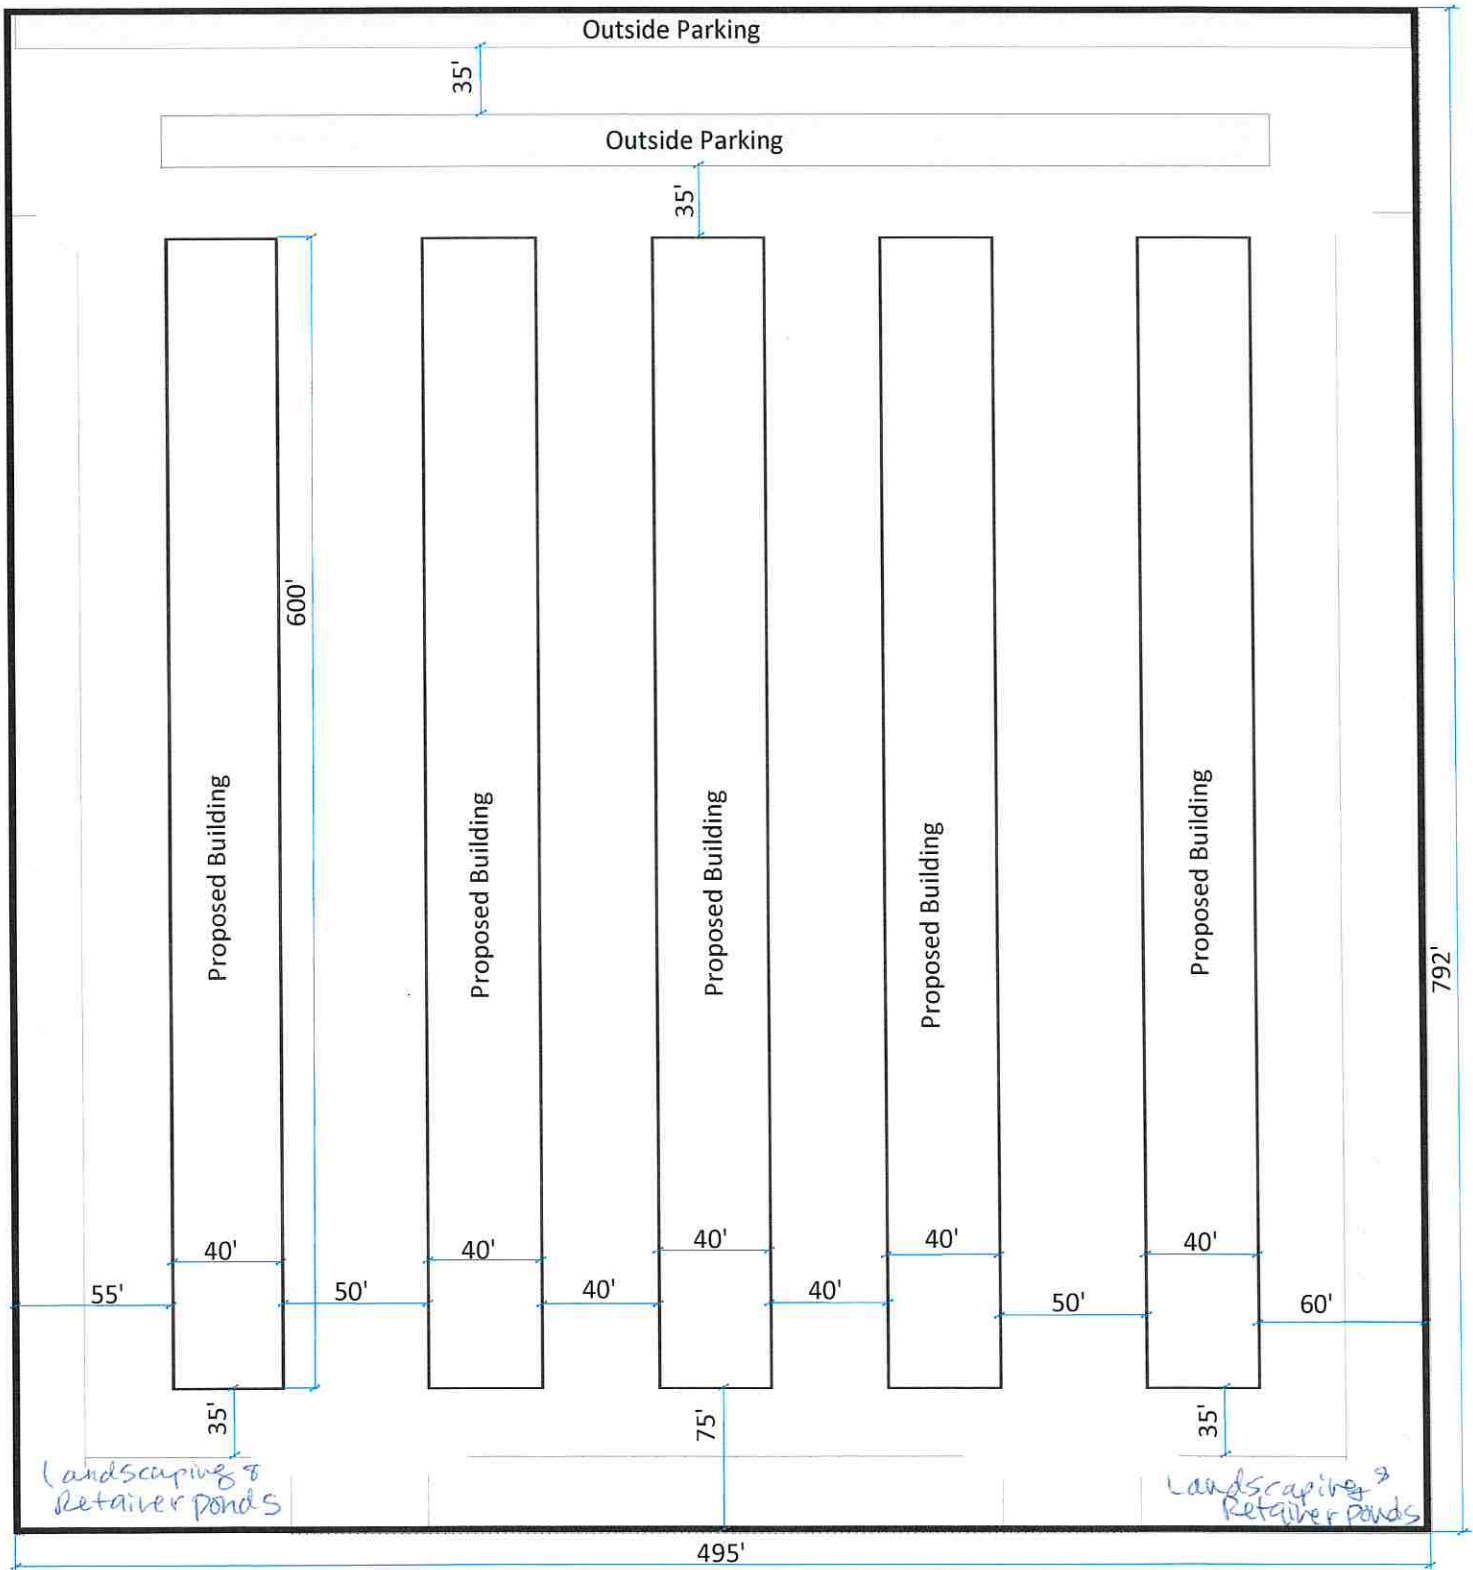 Outside Parking
35'
Outside Parking
35'
600'
Proposed Building
Proposed Building
Proposed Building
Proposed Building
Proposed Building
792'
40'
40'
40'
40'
40'
55'
50'
40'
40'
50'
60'
35'
75'
35'
Landscaping &
Retainer ponds
Landscaping &
Retainer ponds
495'